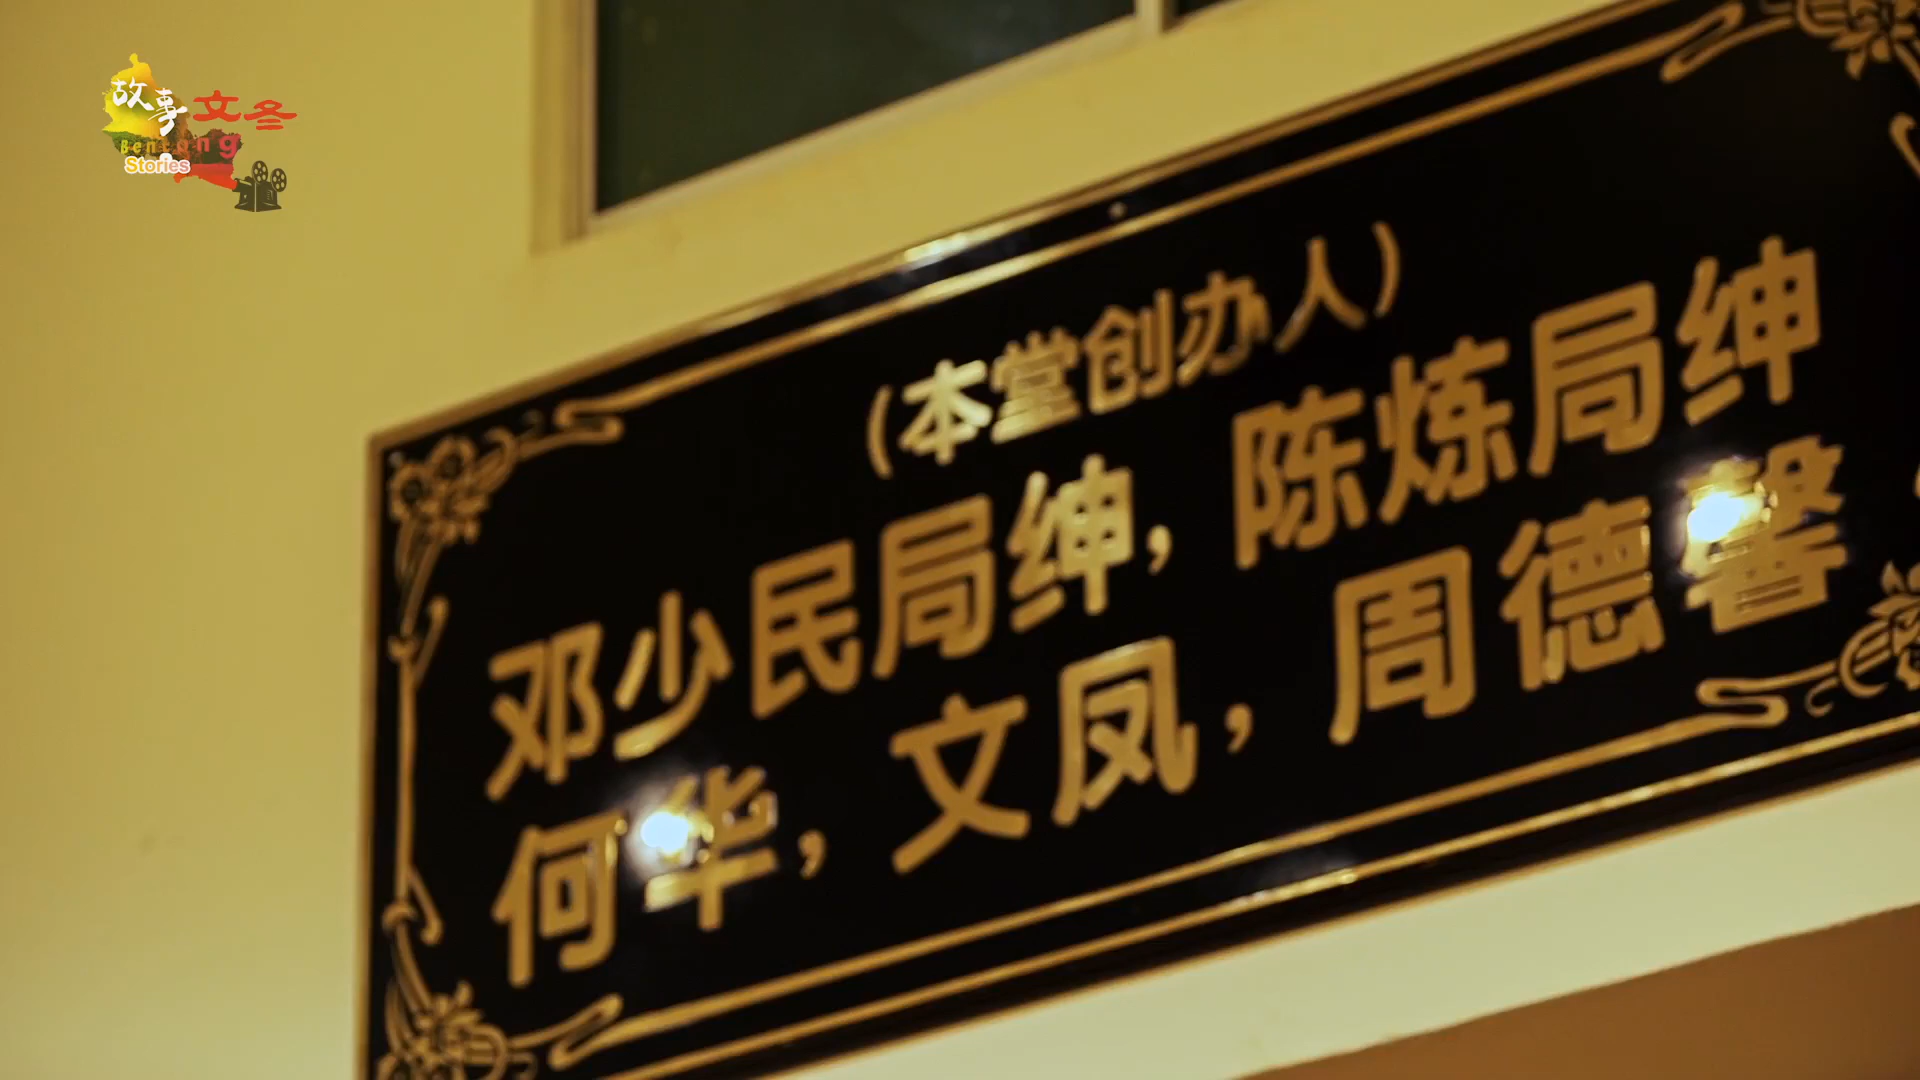 故事文冬
Bentong
Stories
（本堂创办人）
邓少民局绅，陈炼局绅
何华，文凤，周德馨